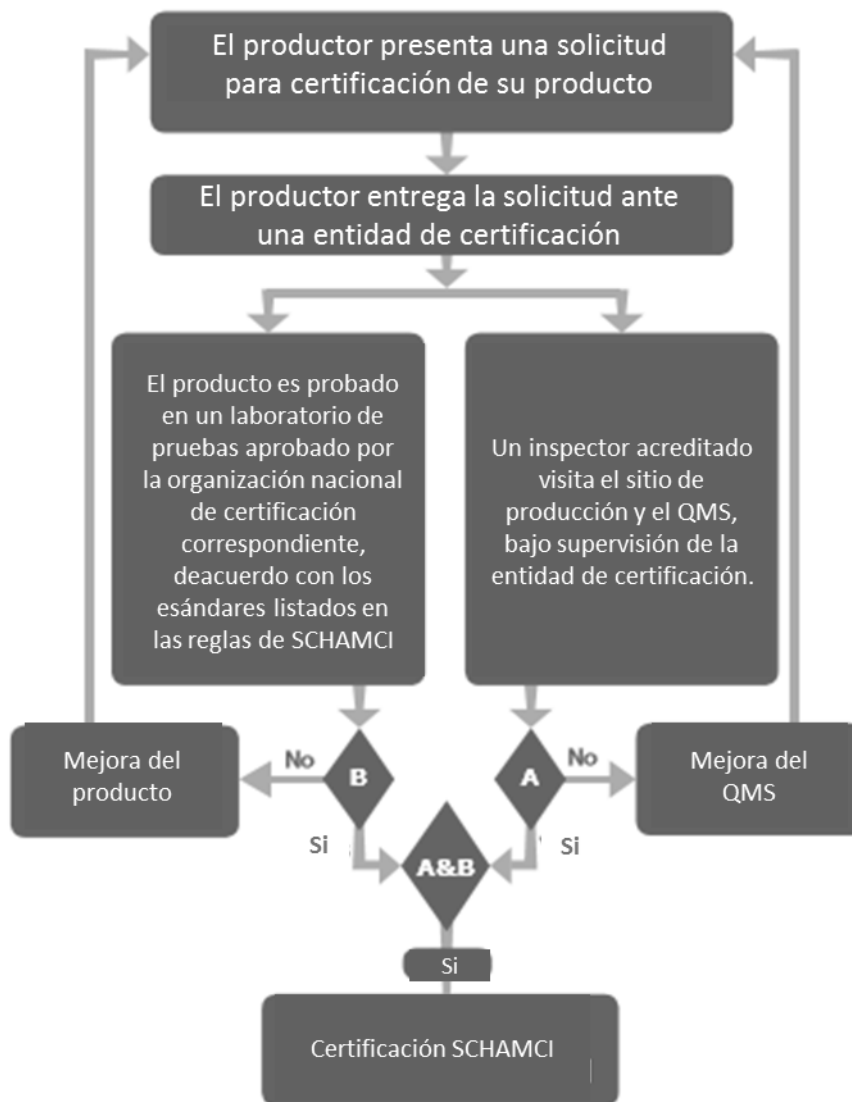 El productor presenta una solicitud
para certificación de su producto
El productor entrega la solicitud ante
una entidad de certificación
El producto es probado
en un laboratorio de
pruebas aprobado por
la organización nacional
de certificación
correspondiente,
deacuerdo con los
esándares listados en
las reglas de SCHAMCI
Un inspector acreditado
visita el sitio de
producción y el QMS,
bajo supervisión de la
entidad de certificación.
Mejora del
producto
No
B
A
No
Mejora del
QMS
Si
A&B
Si
Si
Certificación SCHAMCI